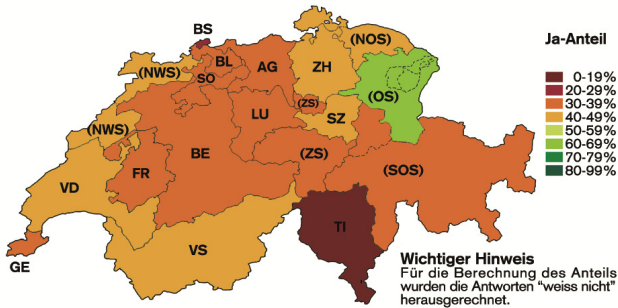 BS
(NOS)
BL
(NWS)
SO
AG
ZH
(OS)
(ZS)
LU
SZ
(NWS)
BE
(ZS)
FR
(SOS)
VD
TI
VS
GE
Ja-Anteil
0-19%
20-29%
30-39%
40-49%
50-59%
60-69%
70-79%
80-99%
Wichtiger Hinweis
Für die Berechnung des Anteils
wurden die Antworten "weiss nicht"
herausgerechnet.